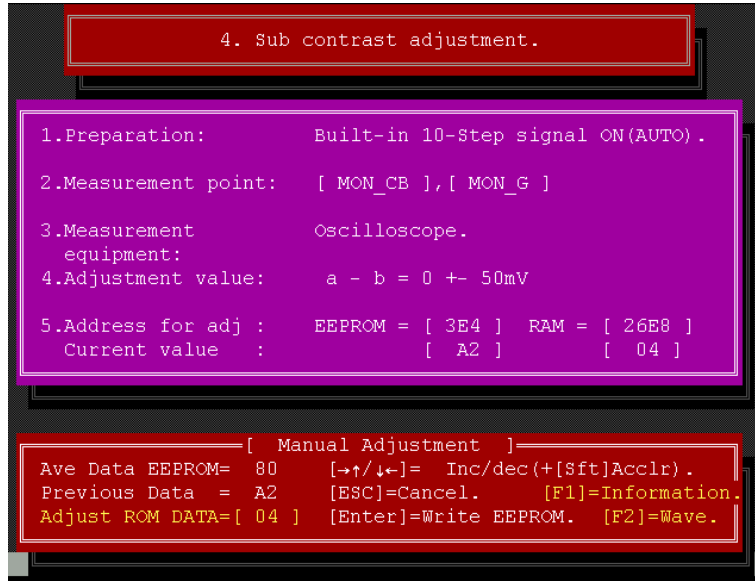 4. Sub contrast adjustment.
1.Preparation: Built-in 10-Step signal ON(AUTO).
2.Measurement point: [ MON_CB ],[ MON_G ]
3.Measurement Oscilloscope.
equipment:
4.Adjustment value: a - b = 0 +- 50mV
5.Address for adj : EEPROM = [ 3E4 ] RAM = [ 26E8 ]
Current value : [ A2 ] [ 04 ]
[ Manual Adjustment ]
Ave Data EEPROM= 80 [→↑/↓←]= Inc/dec(+[Sft]Acclr).
Previous Data = A2 [ESC]=Cancel. [F1]=Information.
Adjust ROM DATA=[ 04 ] [Enter]=Write EEPROM. [F2]=Wave.